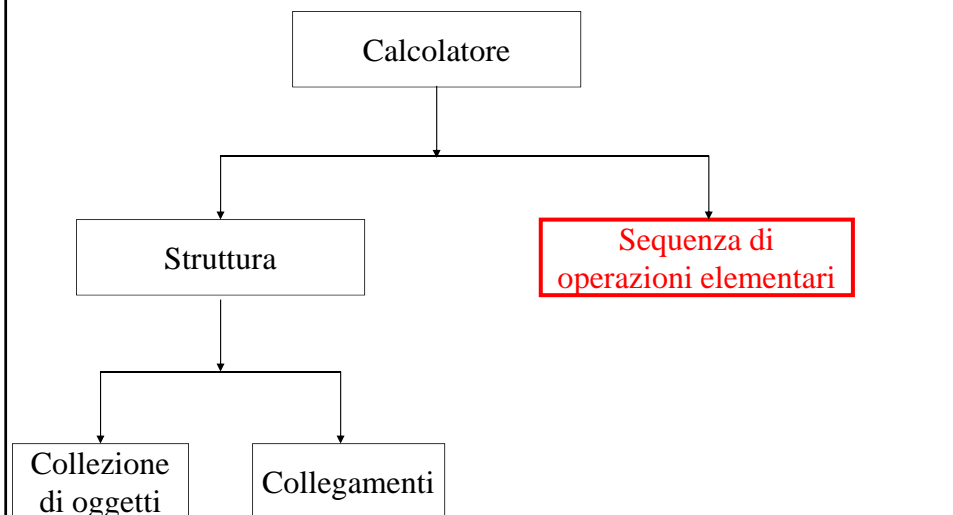 Calcolatore
Struttura
Sequenza di
operazioni elementari
Collezione
di oggetti
Collegamenti